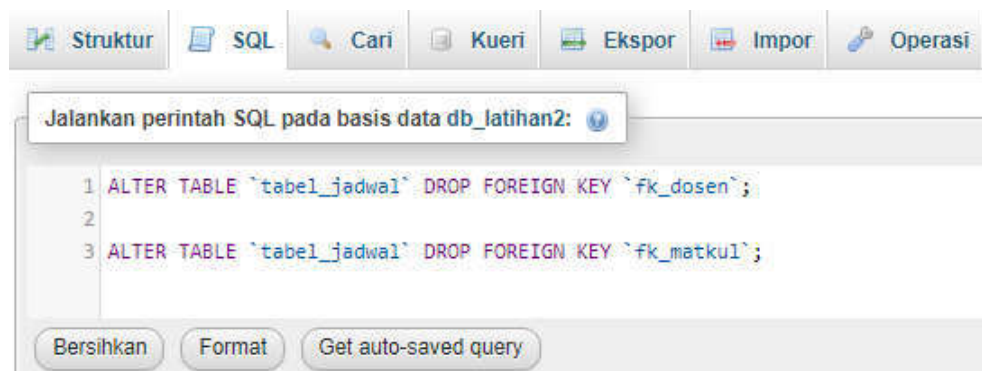 Struktur SQL Cari Kueri Ekspor Impor Operasi
Jalankan perintah SQL pada basis data db_latihan2:
1 ALTER TABLE `tabel_jadwal` DROP FOREIGN KEY `fk_dosen`;
2
3 ALTER TABLE `tabel_jadwal` DROP FOREIGN KEY `fk_matkul`;
Bersihkan Format Get auto-saved query